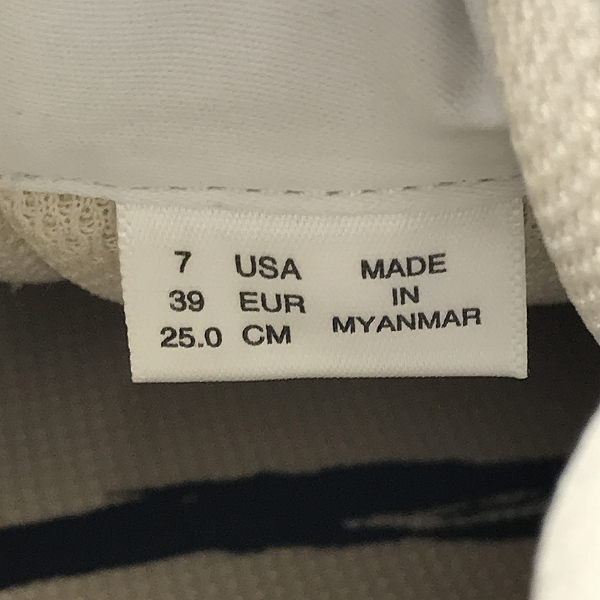 7 USA
39 EUR
25.0 CM
MADE
IN
MYANMAR